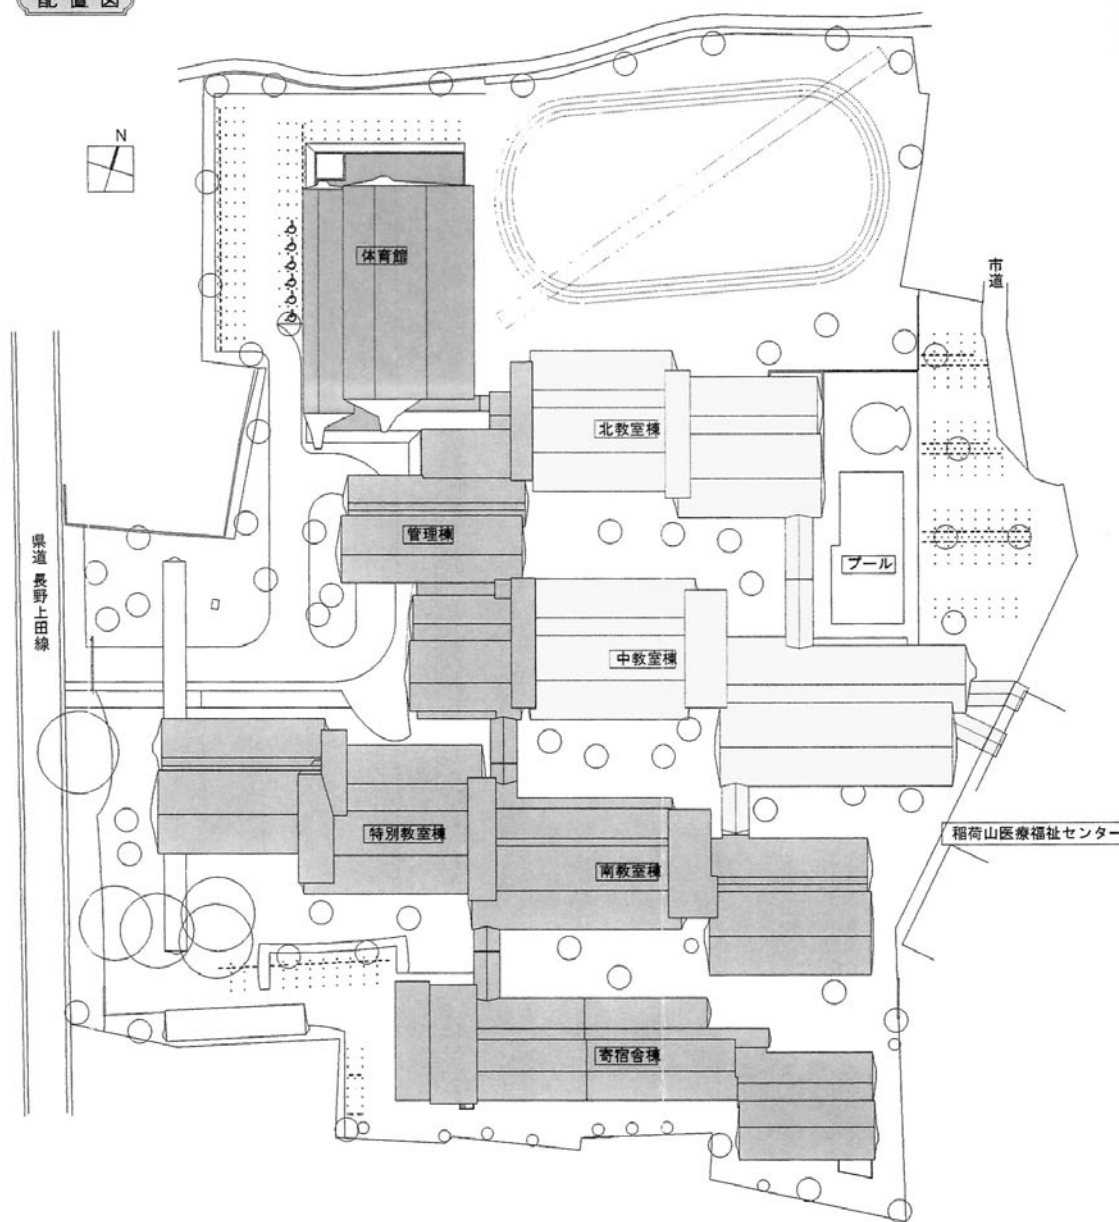 配置図
N
体育館
市道
北教室棟
管理棟
プール
県道 長野上田線
中教室棟
特別教室棟
稲荷山医療福祉センター
南教室棟
寄宿舎棟